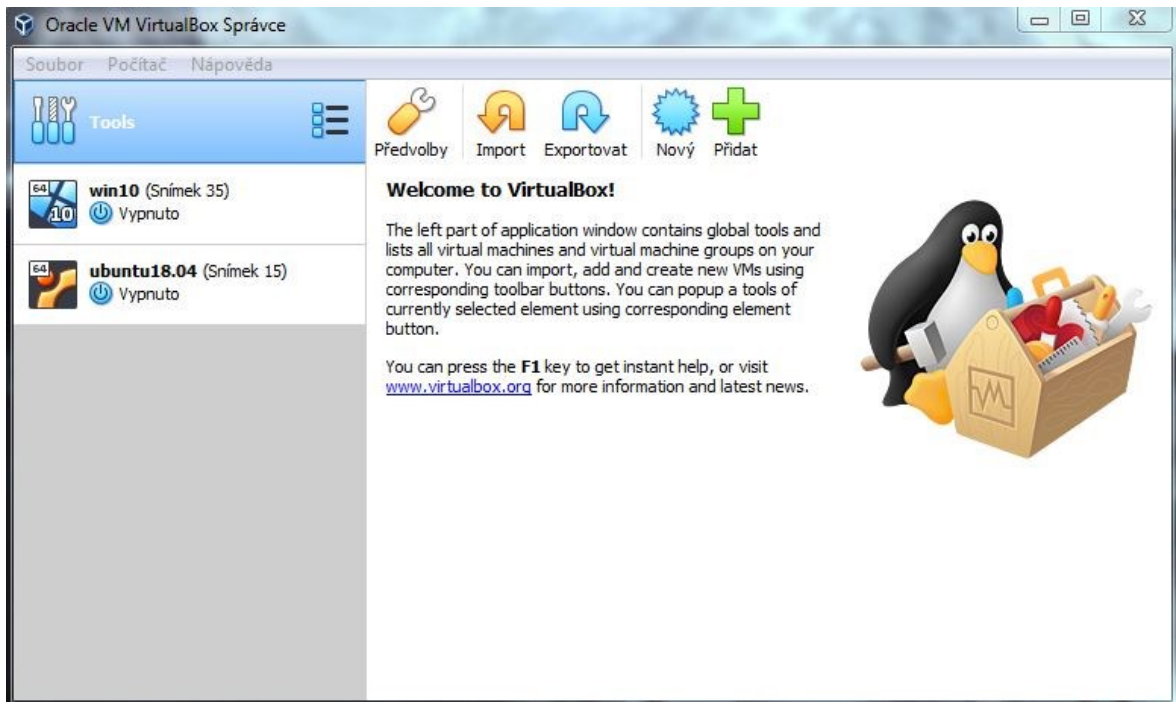 Oracle VM VirtualBox Správce
Soubor Počítač Nápověda
Tools
64
10
win10 (Snímek 35)
Vypnuto
64
ubuntu18.04 (Snímek 15)
Vypnuto
Předvolby Import Exportovat Nový Přidat
Welcome to VirtualBox!
The left part of application window contains global tools and
lists all virtual machines and virtual machine groups on your
computer. You can import, add and create new VMs using
corresponding toolbar buttons. You can popup a tools of
currently selected element using corresponding element
button.
You can press the F1 key to get instant help, or visit
www.virtualbox.org for more information and latest news.
VM